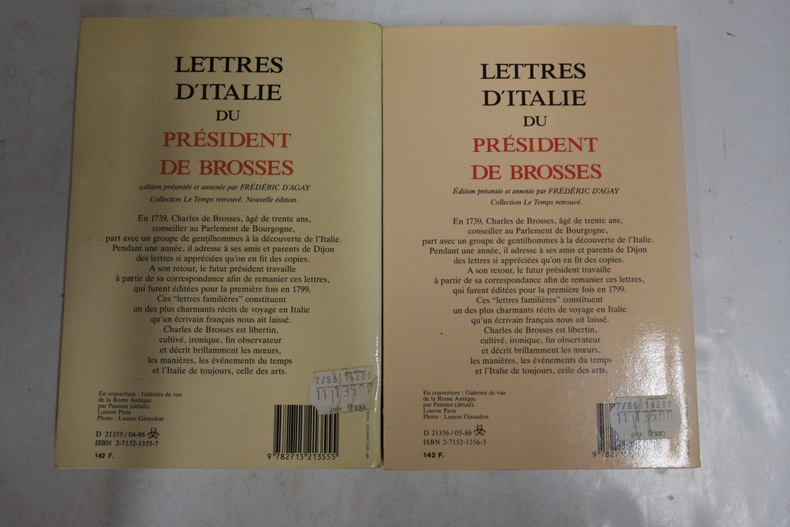 LETTRES
D'ITALIE
DU
PRÉSIDENT
DE BROSSES
edition présentée et annotée par FRÉDÉRIC D'AGAY
Collection Le Temps retrouvé. Nouvelle édition.
En 1739, Charles de Brosses, âgé de trente ans,
conseiller au Parlement de Bourgogne,
part avec un groupe de gentilhommes à la découverte de l'Italie.
Pendant une année, il adresse à ses amis et parents de Dijon
des lettres si appréciées qu'on en fit des copies.
A son retour, le futur président travaille
à partir de sa correspondance afin de remanier ces lettres,
qui furent éditées pour la première fois en 1799.
Ces "lettres familières" constituent
un des plus charmants récits de voyage en Italie
qu'un écrivain français nous ait laissé.
Charles de Brosses est libertin,
cultivé, ironique, fin observateur
et décrit brillamment les mœurs,
les manières, les événements du temps
et l'Italie de toujours, celle des arts.
En couverture : Galeries de vue
de la Rome Antique
par Pannini (détail).
Louvre Paris
Photo : Lauros Giraudon
7/86 14200
11 13500
prix fnac
D 21355 / 04-86
ISBN 2-7152-1355-7
142 F.
9 782715 213555
LETTRES
D'ITALIE
DU
PRÉSIDENT
DE BROSSES
Édition présentée et annotée par FRÉDÉRIC D'AGAY
Collection Le Temps retrouvé.
En 1739, Charles de Brosses, âgé de trente ans,
conseiller au Parlement de Bourgogne,
part avec un groupe de gentilhommes à la découverte de l'Italie.
Pendant une année, il adresse à ses amis et parents de Dijon
des lettres si appréciées qu'on en fit des copies.
A son retour, le futur président travaille
à partir de sa correspondance afin de remanier ces lettres,
qui furent éditées pour la première fois en 1799.
Ces "lettres familières" constituent
un des plus charmants récits de voyage en Italie
qu'un écrivain français nous ait laissé.
Charles de Brosses est libertin,
cultivé, ironique, fin observateur
et décrit brillamment les mœurs,
les manières, les événements du temps
et l'Italie de toujours, celle des arts.
En couverture : Galeries de vue
de la Rome Antique
par Pannini (détail).
Louvre Paris.
Photo : Lauros Giraudon
7/86 14200
11 13500
prix fnac
D 21356 / 05-86
ISBN 2-7152-1356-5
142 F.